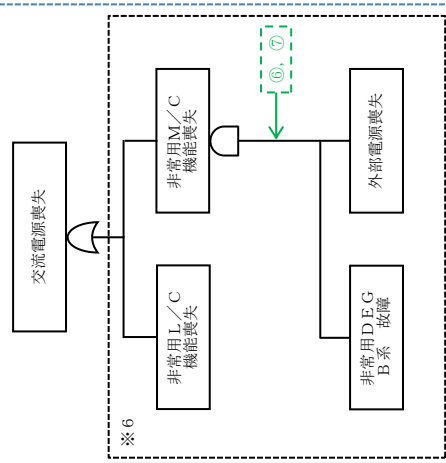 ※6
交流電源喪失
非常用L/C
機能喪失
非常用M/C
機能喪失
⑥, ⑦
非常用DEG
B系 故障
外部電源喪失